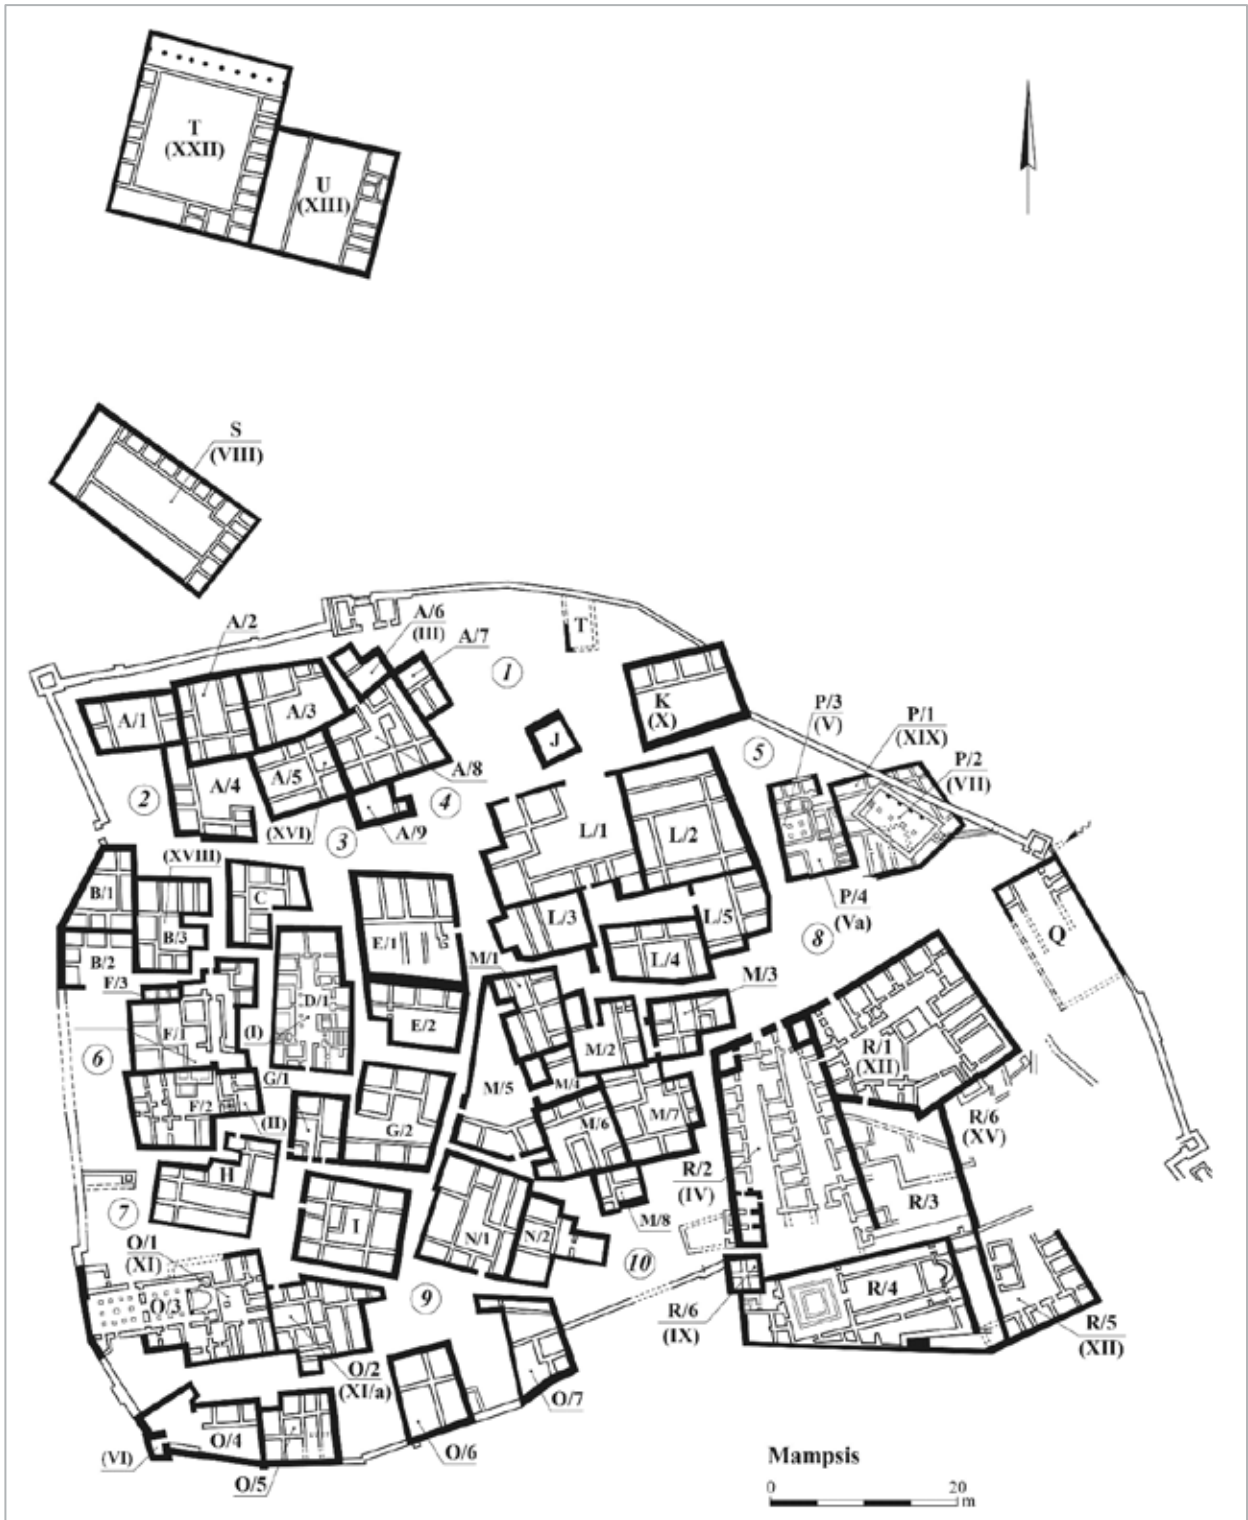 T
(XXII)
U
(XIII)
S
(VIII)
A/2
A/6
(III)
A/7
1
T
A/1
A/3
K
(X)
P/3
(V)
P/1
(XIX)
P/2
(VII)
J
5
A/4
A/5
A/8
2
4
(XVI)
3
A/9
L/1
L/2
(XVIII)
B/1
C
P/4
(Va)
B/3
E/1
L/3
L/5
8
Q
B/2
L/4
F/3
M/1
M/3
D/1
F/1
(I)
E/2
6
M/2
R/1
(XII)
G/1
M/5
M/4
F/2
(II)
G/2
M/6
M/7
R/6
(XV)
H
R/2
(IV)
R/3
7
I
N/1
N/2
M/8
O/1
(XI)
10
O/3
9
R/4
R/6
(IX)
R/5
(XII)
O/2
(XI/a)
O/7
O/4
(VI)
O/6
O/5
Mampsis
0 20
m